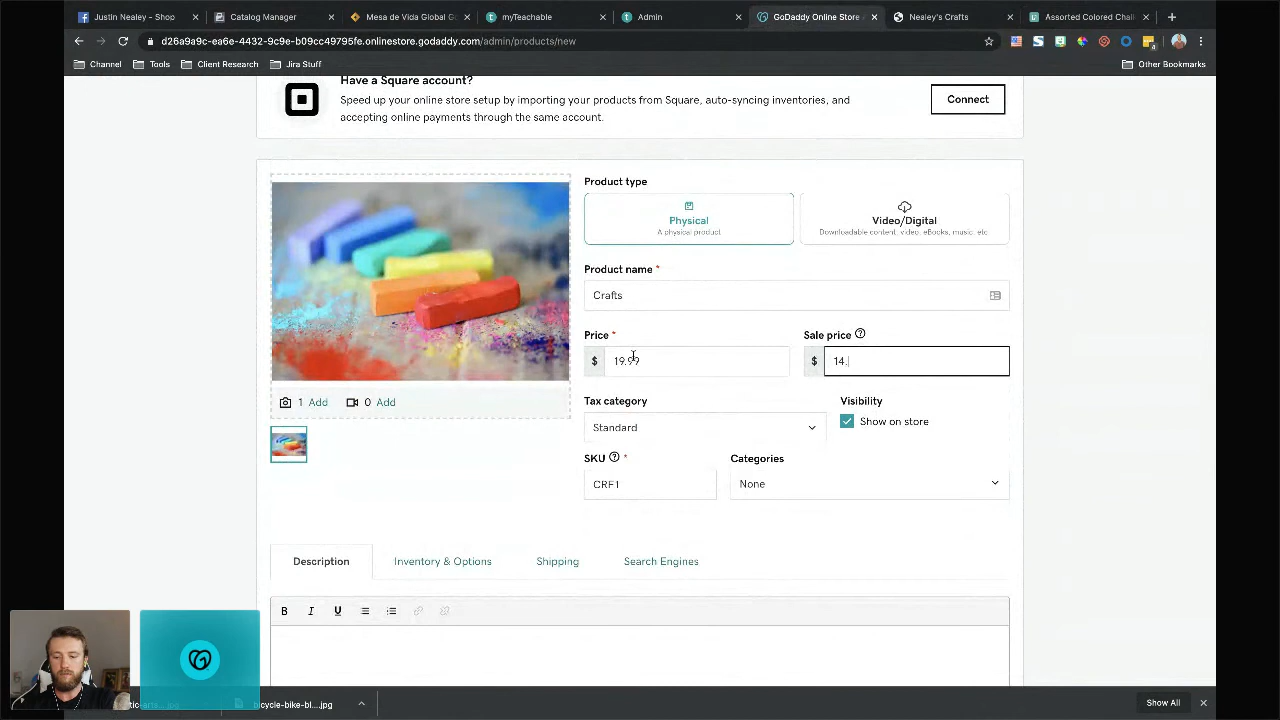 Justin Nealey - Shop
Catalog Manager
Mesa de Vida Global G
myTeachable
Admin
GoDaddy Online Store
Nealey's Crafts
Assorted Colored Chal
d26a9a9c-ea6e-4432-9c9e-b09cc49795fe.onlinestore.godaddy.com/admin/products/new
Channel
Tools
Client Research
Jira Stuff
Other Bookmarks
Have a Square account?
Speed up your online store setup by importing your products from Square, auto-syncing inventories, and
accepting online payments through the same account.
Connect
Product type
Physical
A physical product
Video/Digital
Downloadable content, video, eBooks, music, etc
Product name *
Crafts
Price *
Sale price ?
$ 19.99
$ 14.
1 Add
0 Add
Tax category
Visibility
Standard
Show on store
SKU ? *
Categories
CRF1
None
Description
Inventory & Options
Shipping
Search Engines
B I U
bicycle-bike-bl....jpg
Show All